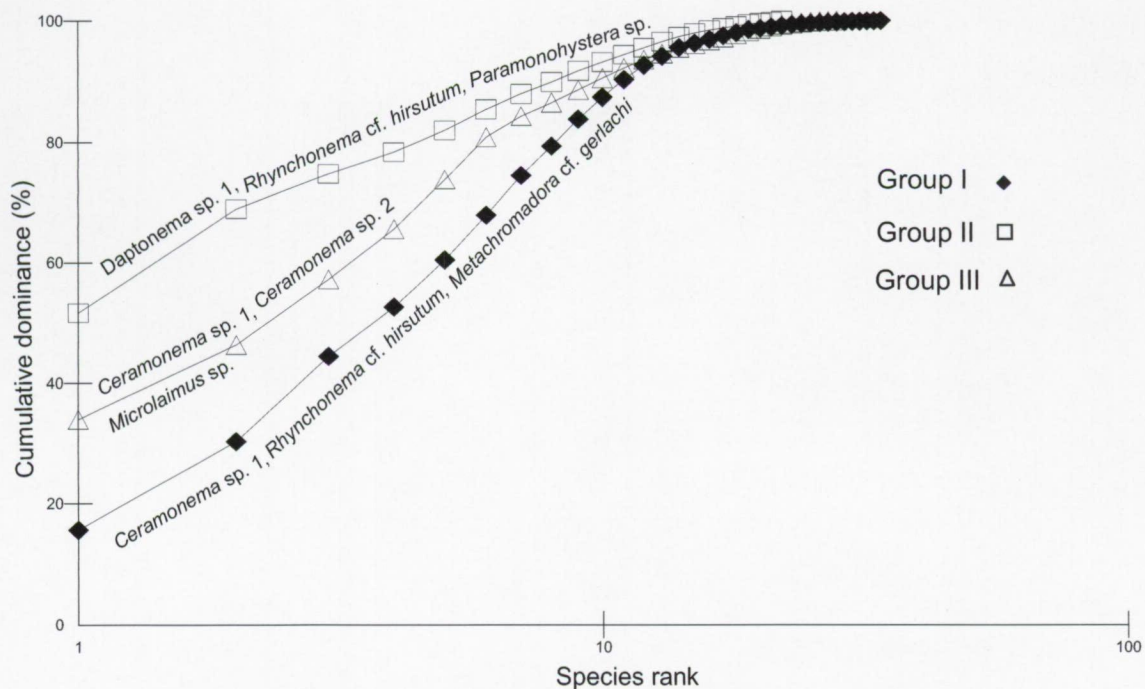 100
80
60
40
20
0
Cumulative dominance (%)
1
10
100
Species rank
Daptonema sp. 1, Rhynchonema cf. hirsutum, Paramonohystera sp.
Ceramonema sp. 1, Ceramonema sp. 2
Microlaimus sp.
Ceramonema sp. 1, Rhynchonema cf. hirsutum, Metachromadora cf. gerlachi
Group I
Group II
Group III